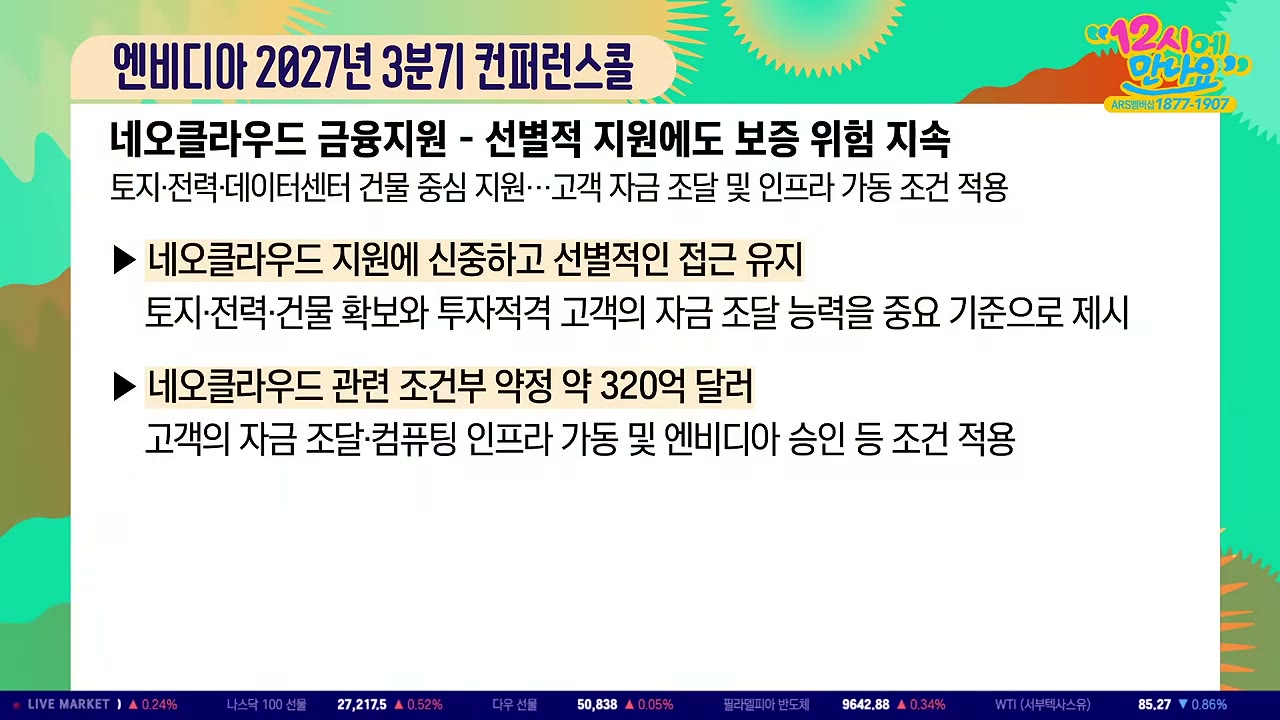 엔비디아 2027년 3분기 컨퍼런스콜
“12시에
만나요”
ARS멤버십 1877-1907
네오클라우드 금융지원 - 선별적 지원에도 보증 위험 지속
토지·전력·데이터센터 건물 중심 지원…고객 자금 조달 및 인프라 가동 조건 적용
▶ 네오클라우드 지원에 신중하고 선별적인 접근 유지
토지·전력·건물 확보와 투자적격 고객의 자금 조달 능력을 중요 기준으로 제시
▶ 네오클라우드 관련 조건부 약정 약 320억 달러
고객의 자금 조달·컴퓨팅 인프라 가동 및 엔비디아 승인 등 조건 적용
LIVE MARKET ) ▲ 0.24% 나스닥 100 선물 27,217.5 ▲ 0.52% 다우 선물 50,838 ▲ 0.05% 필라델피아 반도체 9642.88 ▲ 0.34% WTI (서부텍사스유) 85.27 ▼ 0.86%